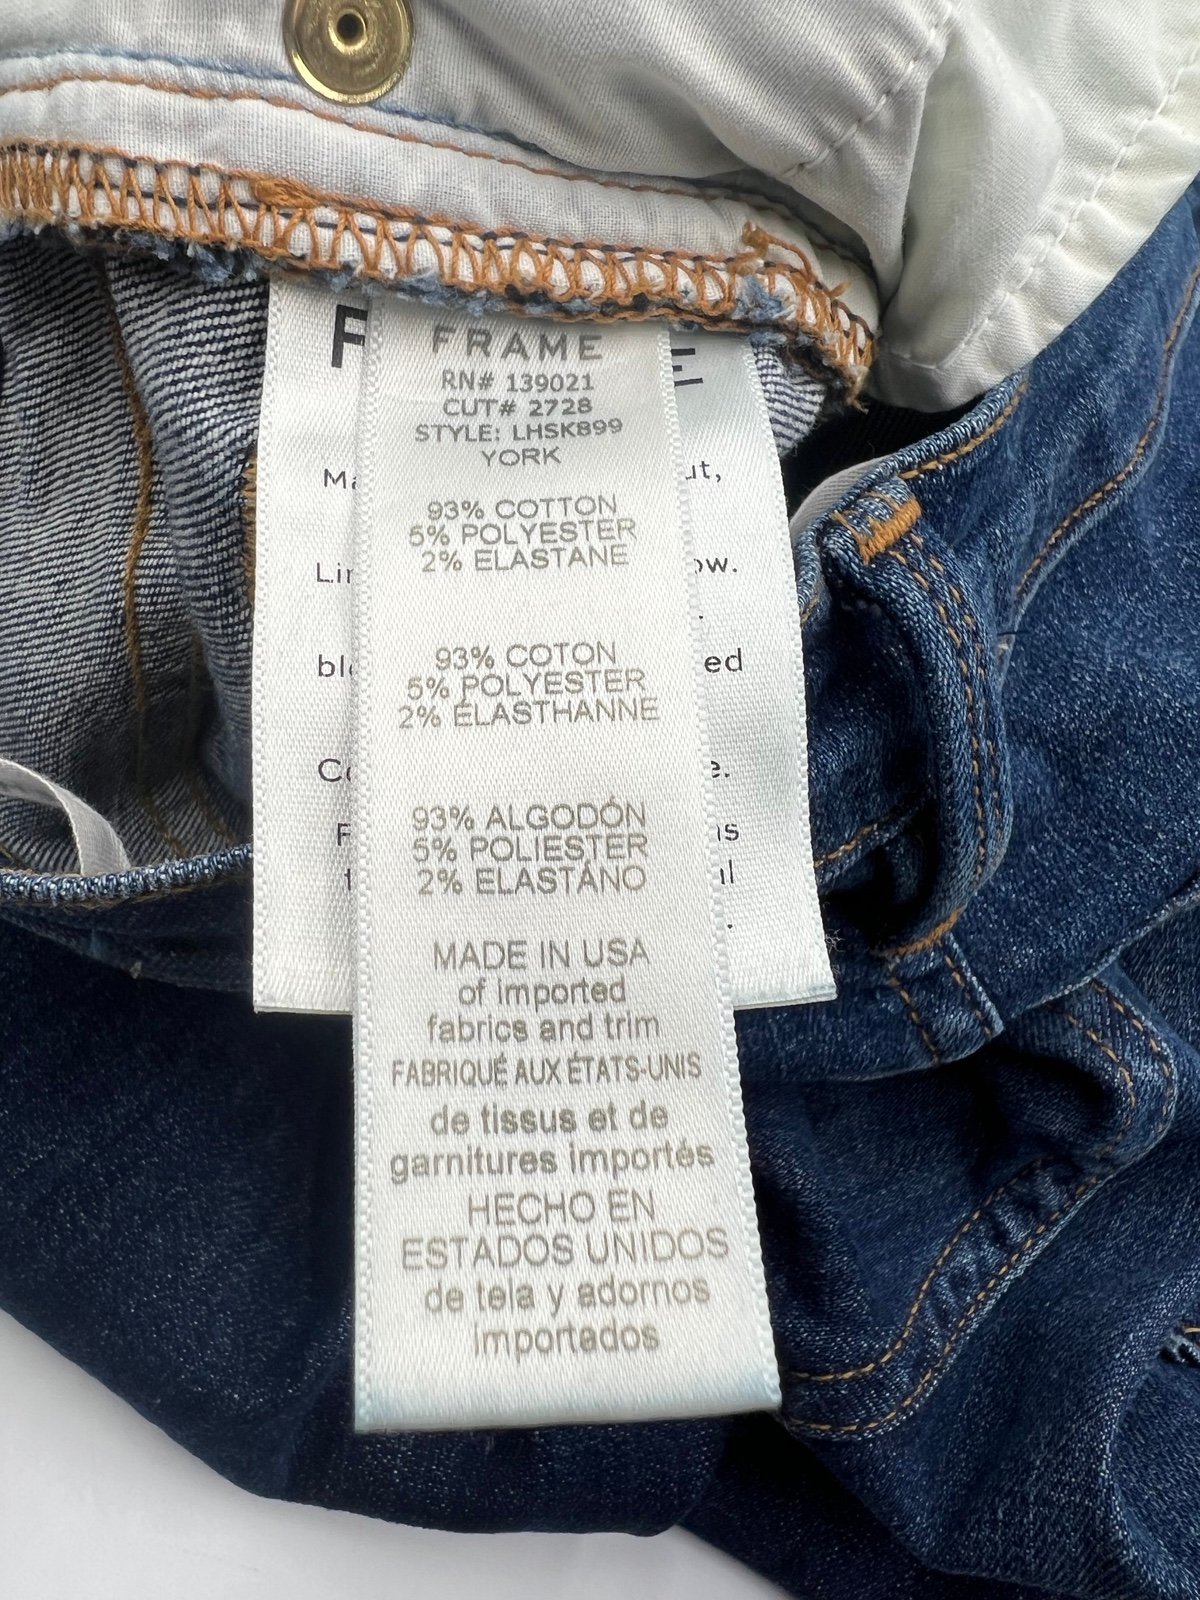 FRAME
RN# 139021
CUT# 2728
STYLE: LHSK899
YORK
93% COTTON
5% POLYESTER
2% ELASTANE
93% COTON
5% POLYESTER
2% ÉLASTHANNE
93% ALGODÓN
5% POLIESTER
2% ELASTANO
MADE IN USA
of imported
fabrics and trim
FABRIQUÉ AUX ÉTATS-UNIS
de tissus et de
garnitures importés
HECHO EN
ESTADOS UNIDOS
de tela y adornos
importados